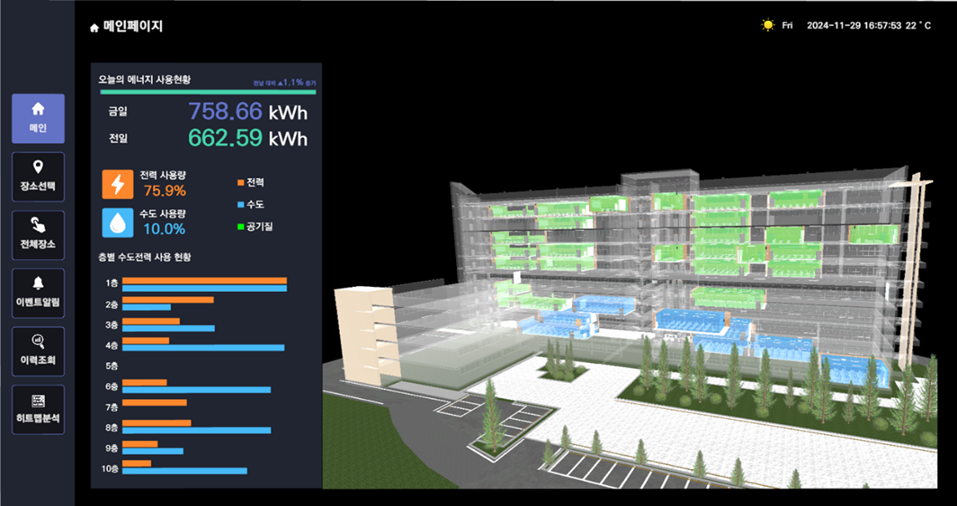 메인페이지
Fri 2024-11-29 16:57:53 22˚C
메인
장소선택
전체장소
이벤트알림
이력조회
히트맵분석
오늘의 에너지 사용현황
전날 대비 ▲1.1% 증가
금일 758.66 kWh
전일 662.59 kWh
전력 사용량
75.9%
수도 사용량
10.0%
전력
수도
공기질
층별 수도전력 사용 현황
1층
2층
3층
4층
5층
6층
7층
8층
9층
10층